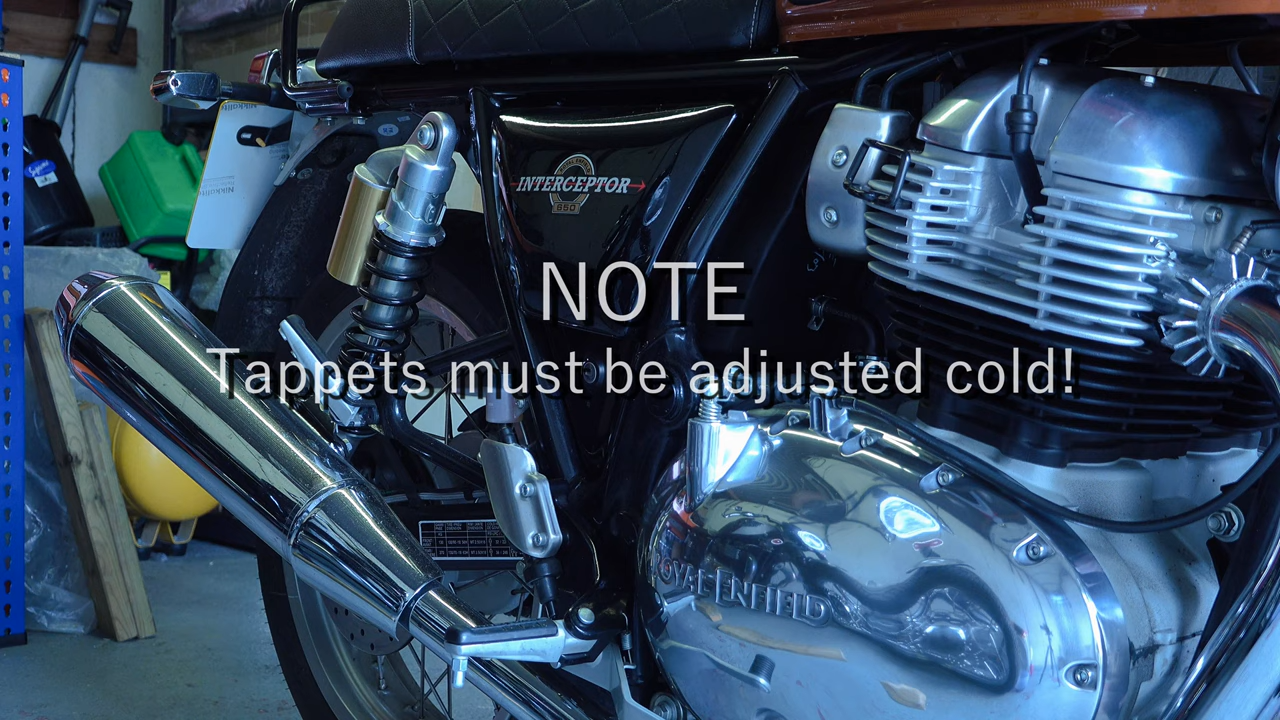 INTERCEPTOR
650
NOTE
Tappets must be adjusted cold!
ROYAL ENFIELD